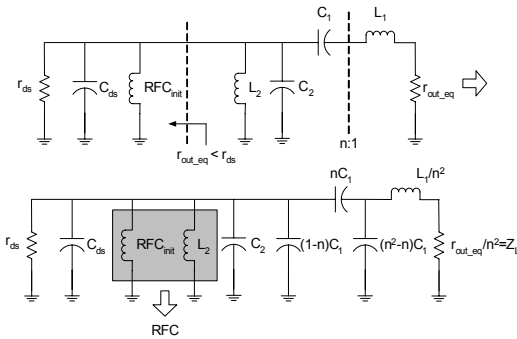 C1
L1
rds
Cds
RFCinit
L2
C2
rout_eq
rout_eq < rds
n:1
nC1
L1/n²
rds
Cds
RFCinit
L2
C2
(1-n)C1
(n²-n)C1
rout_eq/n²=ZL
RFC